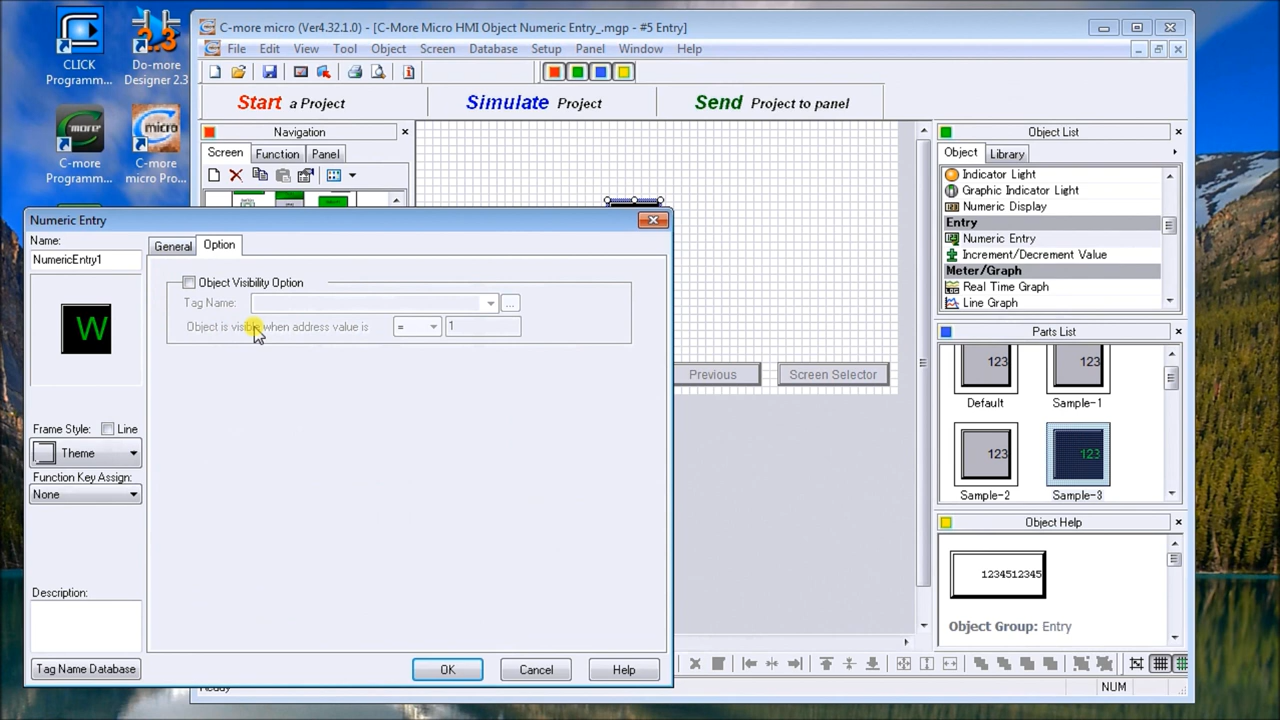 CLICK
Programm...
Do-more
Designer 2.3
C-more
Programm...
C-more
micro Pro...
C-more micro (Ver4.32.1.0) - [C-More Micro HMI Object Numeric Entry_.mgp - #5 Entry]
File Edit View Tool Object Screen Database Setup Panel Window Help
Start a Project
Simulate Project
Send Project to panel
Navigation
Screen Function Panel
Numeric Entry
Name:
NumericEntry1
W
Frame Style: Line
Theme
Function Key Assign:
None
Description:
Tag Name Database
General Option
Object Visibility Option
Tag Name:
...
Object is visible when address value is = 1
OK Cancel Help
Previous
Screen Selector
Object List
Object Library
Indicator Light
Graphic Indicator Light
Numeric Display
Entry
Numeric Entry
Increment/Decrement Value
Meter/Graph
Real Time Graph
Line Graph
Parts List
123 123
Default Sample-1
123 123
Sample-2 Sample-3
Object Help
1234512345
Object Group: Entry
Ready
NUM